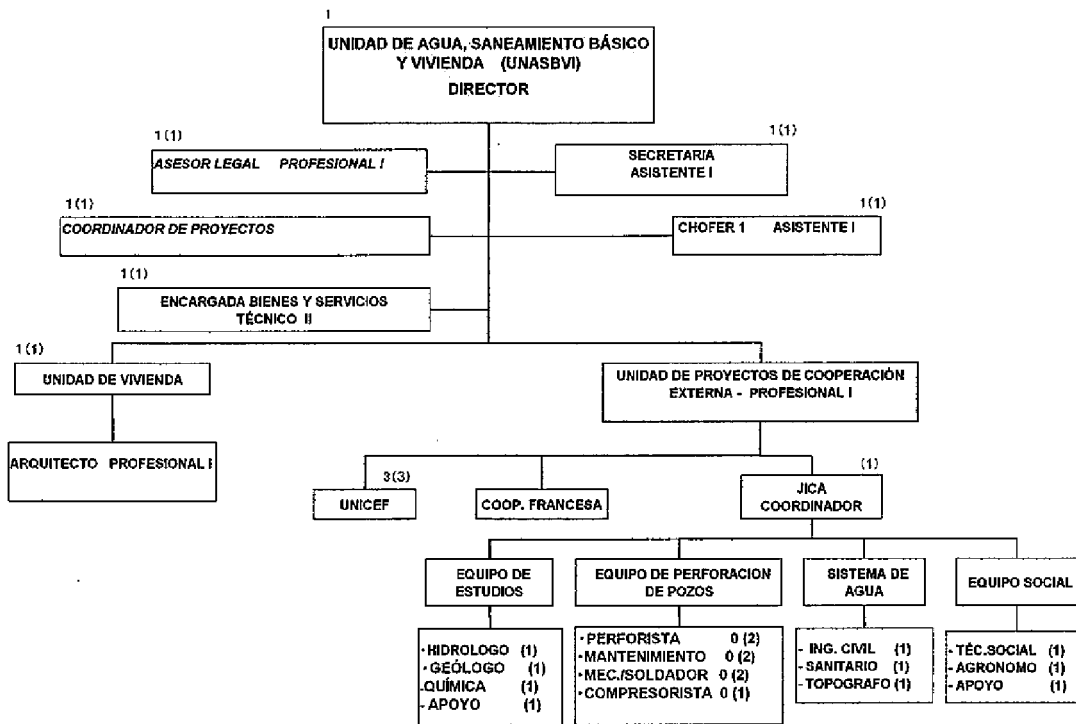 1
UNIDAD DE AGUA, SANEAMIENTO BÁSICO
Y VIVIENDA (UNASBVI)
DIRECTOR
1 (1)
ASESOR LEGAL PROFESIONAL I
1 (1)
SECRETARIA
ASISTENTE I
1 (1)
COORDINADOR DE PROYECTOS
1 (1)
CHOFER 1 ASISTENTE I
1 (1)
ENCARGADA BIENES Y SERVICIOS
TÉCNICO II
1 (1)
UNIDAD DE VIVIENDA
UNIDAD DE PROYECTOS DE COOPERACIÓN
EXTERNA - PROFESIONAL I
ARQUITECTO PROFESIONAL I
3 (3)
UNICEF
COOP. FRANCESA
(1)
JICA
COORDINADOR
EQUIPO DE
ESTUDIOS
EQUIPO DE PERFORACION
DE POZOS
SISTEMA DE
AGUA
EQUIPO SOCIAL
• HIDROLOGO (1)
• GEÓLOGO (1)
-QUÍMICA (1)
- APOYO (1)
• PERFORISTA 0 (2)
• MANTENIMIENTO 0 (2)
• MEC./SOLDADOR 0 (2)
• COMPRESORISTA 0 (1)
- ING. CIVIL (1)
- SANITARIO (1)
- TOPOGRAFO (1)
- TÉC.SOCIAL (1)
- AGRONOMO (1)
- APOYO (1)